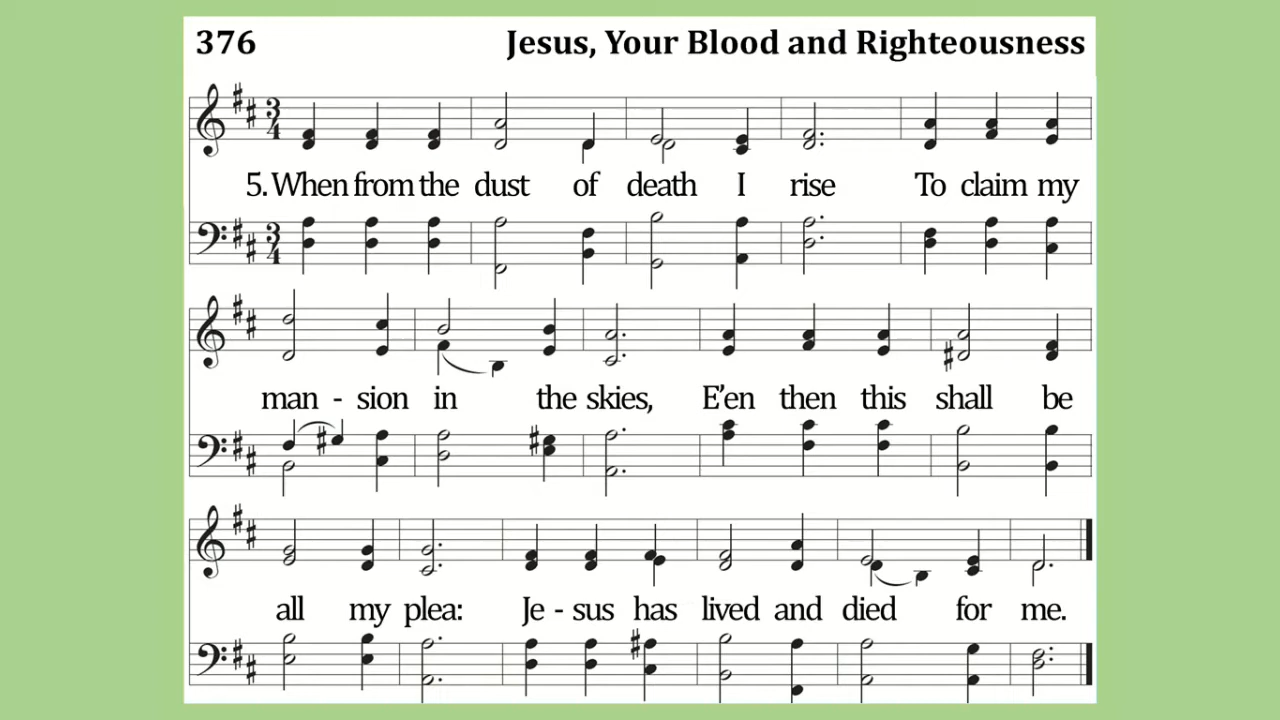 376 Jesus, Your Blood and Righteousness
5. When from the dust of death I rise To claim my
man - sion in the skies, E’en then this shall be
all my plea: Je - sus has lived and died for me.